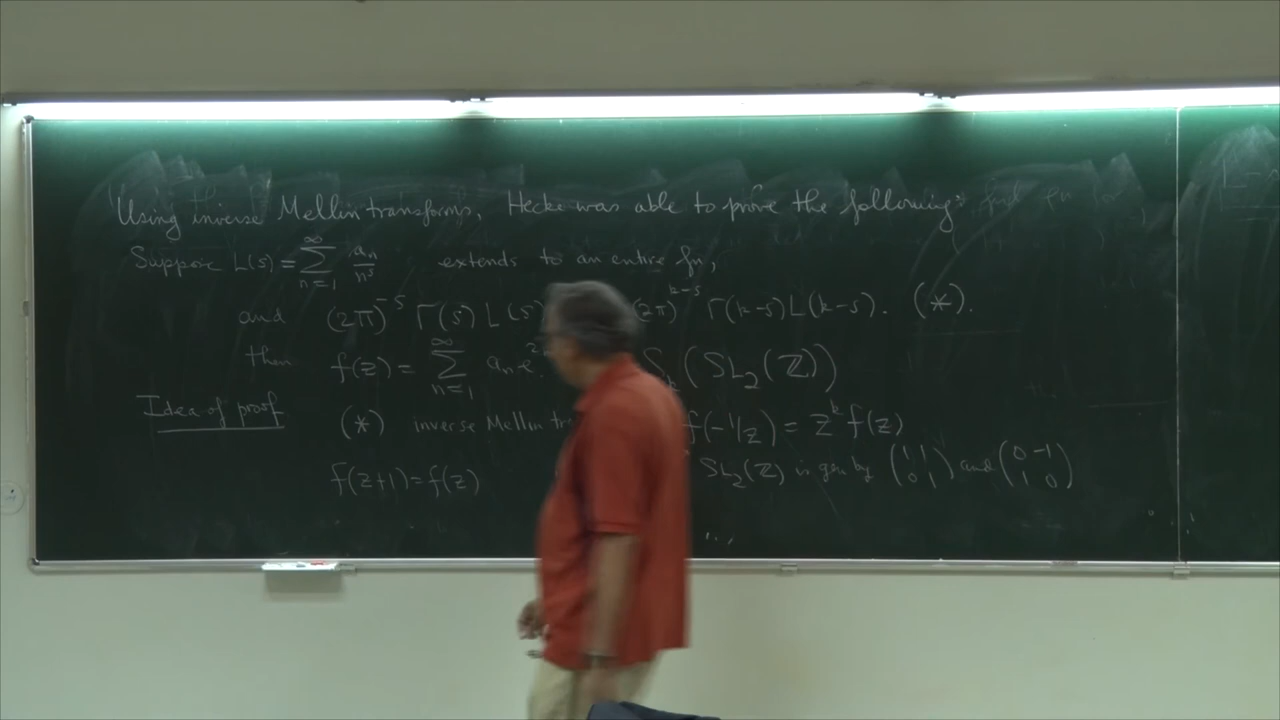 Using inverse Mellin transforms, Hecke was able to prove the following:
Suppose L(s) = ∑_{n=1}^{∞} a_n/n^s extends to an entire fn,
and (2π)^{-s} Γ(s) L(s) (2π)^{k-s} Γ(k-s) L(k-s). (*).
then f(z) = ∑_{n=1}^{∞} a_n e^{2 S_k(SL_2(ℤ))
Idea of proof (*) inverse Mellin f(-1/z) = z^k f(z)
f(z+1) = f(z) SL_2(ℤ) is gen by (1 1; 0 1) and (0 -1; 1 0)
...